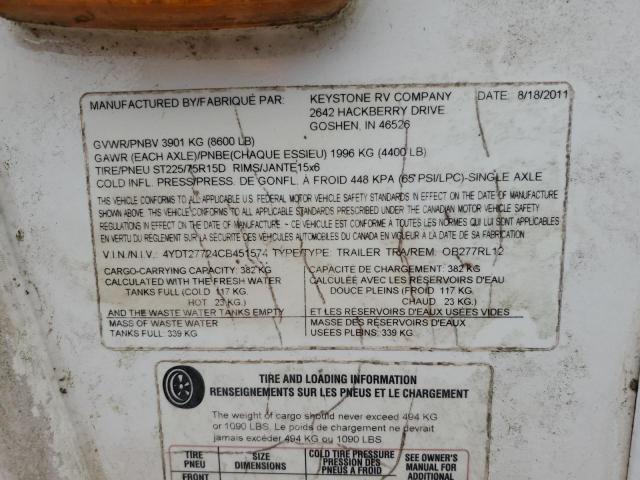 MANUFACTURED BY/FABRIQUÉ PAR: KEYSTONE RV COMPANY DATE: 8/18/2011
2642 HACKBERRY DRIVE
GOSHEN, IN 46526
GVWR/PNBV 3901 KG (8600 LB)
GAWR (EACH AXLE)/PNBE(CHAQUE ESSIEU) 1996 KG (4400 LB)
TIRE/PNEU ST225/75R15D RIMS/JANTE 15x6
COLD INFL. PRESS/PRESS. DE GONFL. À FROID 448 KPA (65 PSI/LPC)-SINGLE AXLE
THIS VEHICLE CONFORMS TO ALL APPLICABLE U.S. FEDERAL MOTOR VEHICLE SAFETY STANDARDS IN EFFECT ON THE DATE OF MANUFACTURE
SHOWN ABOVE. THIS VEHICLE CONFORMS TO ALL APPLICABLE STANDARDS PRESCRIBED UNDER THE CANADIAN MOTOR VEHICLE SAFETY
REGULATIONS IN EFFECT ON THE DATE OF MANUFACTURE - CE VÉHICULE EST CONFORME À TOUTES LES NORMES QUI LUI SONT APPLICABLES
EN VERTU DU RÈGLEMENT SUR LA SÉCURITÉ DES VÉHICULES AUTOMOBILES DU CANADA EN VIGUEUR À LA DATE DE SA FABRICATION
V.I.N./N.I.V.: 4YDT27724CB451574 TYPE/TYPE: TRAILER TRA/REM: OB277RL12
CARGO-CARRYING CAPACITY: 382 KG
CALCULATED WITH THE FRESH WATER
TANKS FULL: (COLD 117 KG.
HOT 23 KG.)
AND THE WASTE WATER TANKS EMPTY
MASS OF WASTE WATER
TANKS FULL: 339 KG
CAPACITÉ DE CHARGEMENT: 382 KG
CALCULÉE AVEC LES RÉSERVOIRS D'EAU
DOUCE PLEINS (FROID 117 KG.
CHAUD 23 KG.)
ET LES RÉSERVOIRS D'EAUX USÉES VIDES
MASSE DES RÉSERVOIRS D'EAUX
USÉES PLEINS: 339 KG
TIRE AND LOADING INFORMATION
RENSEIGNEMENTS SUR LES PNEUS ET LE CHARGEMENT
The weight of cargo should never exceed 494 KG
or 1090 LBS. Le poids de chargement ne devrait
jamais excéder 494 KG ou 1090 LBS
TIRE
PNEU
SIZE
DIMENSIONS
COLD TIRE PRESSURE
PRESSION DES
PNEUS A FROID
SEE OWNER'S
MANUAL FOR
ADDITIONAL
FRONT